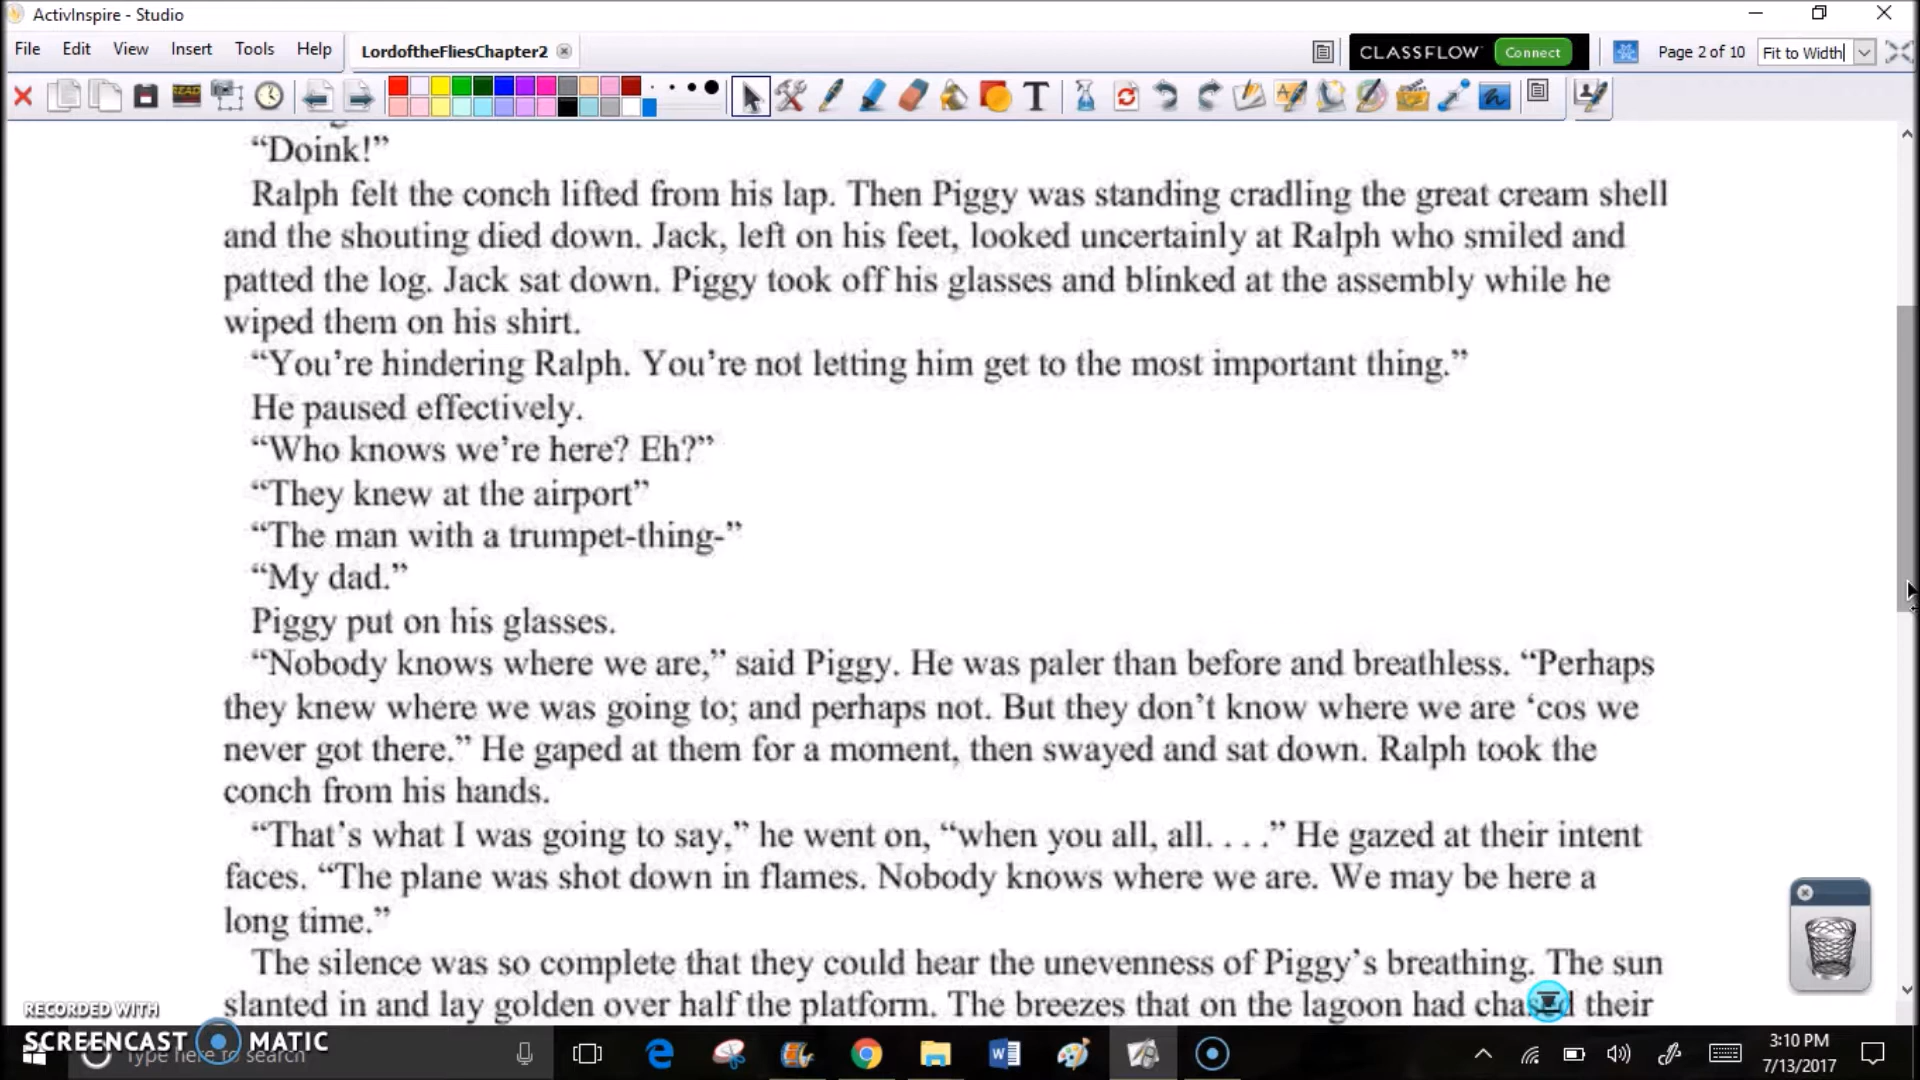 ActivInspire - Studio
File Edit View Insert Tools Help LordoftheFliesChapter2 CLASSFLOW Connect Page 2 of 10 Fit to Width
“Doink!”
Ralph felt the conch lifted from his lap. Then Piggy was standing cradling the great cream shell
and the shouting died down. Jack, left on his feet, looked uncertainly at Ralph who smiled and
patted the log. Jack sat down. Piggy took off his glasses and blinked at the assembly while he
wiped them on his shirt.
“You’re hindering Ralph. You’re not letting him get to the most important thing.”
He paused effectively.
“Who knows we’re here? Eh?”
“They knew at the airport”
“The man with a trumpet-thing-”
“My dad.”
Piggy put on his glasses.
“Nobody knows where we are,” said Piggy. He was paler than before and breathless. “Perhaps
they knew where we was going to; and perhaps not. But they don’t know where we are ‘cos we
never got there.” He gaped at them for a moment, then swayed and sat down. Ralph took the
conch from his hands.
“That’s what I was going to say,” he went on, “when you all, all. . . .” He gazed at their intent
faces. “The plane was shot down in flames. Nobody knows where we are. We may be here a
long time.”
The silence was so complete that they could hear the unevenness of Piggy’s breathing. The sun
slanted in and lay golden over half the platform. The breezes that on the lagoon had chased their
RECORDED WITH
SCREENCAST MATIC
Type here to search
3:10 PM
7/13/2017